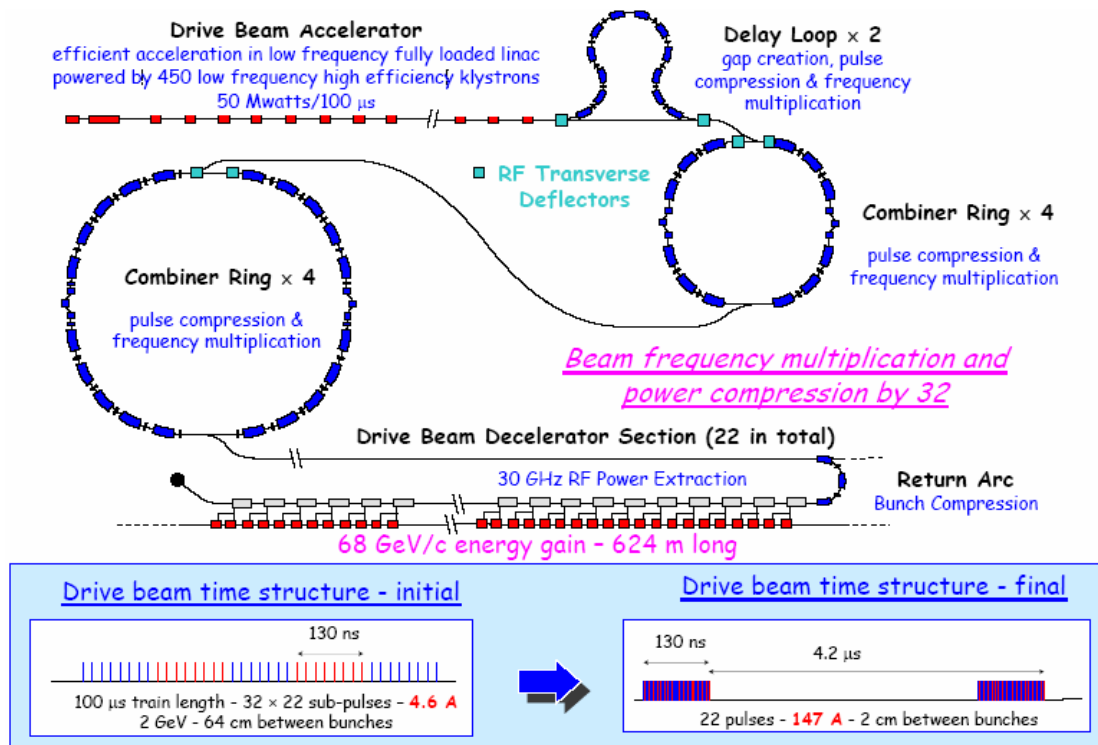 Drive Beam Accelerator
efficient acceleration in low frequency fully loaded linac
powered by 450 low frequency high efficiency klystrons
50 Mwatts/100 µs
Delay Loop × 2
gap creation, pulse
compression & frequency
multiplication
RF Transverse
Deflectors
Combiner Ring × 4
pulse compression &
frequency multiplication
Combiner Ring × 4
pulse compression &
frequency multiplication
Beam frequency multiplication and
power compression by 32
Drive Beam Decelerator Section (22 in total)
30 GHz RF Power Extraction
Return Arc
Bunch Compression
68 GeV/c energy gain – 624 m long
Drive beam time structure - initial
130 ns
100 µs train length - 32 × 22 sub-pulses - 4.6 A
2 GeV - 64 cm between bunches
Drive beam time structure - final
130 ns
4.2 µs
22 pulses - 147 A - 2 cm between bunches